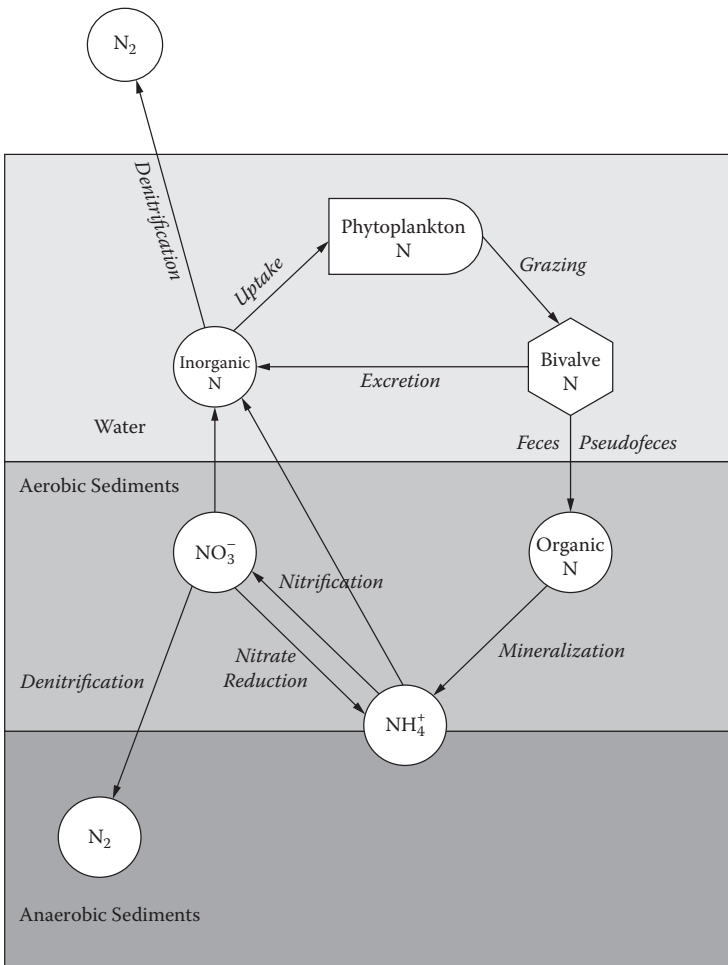 N₂
Denitrification
Phytoplankton
N
Uptake
Grazing
Inorganic
N
Bivalve
N
Excretion
Water
Feces
Pseudofeces
Aerobic Sediments
NO₃⁻
Organic
N
Nitrification
Nitrate
Reduction
Mineralization
Denitrification
NH₄⁺
N₂
Anaerobic Sediments